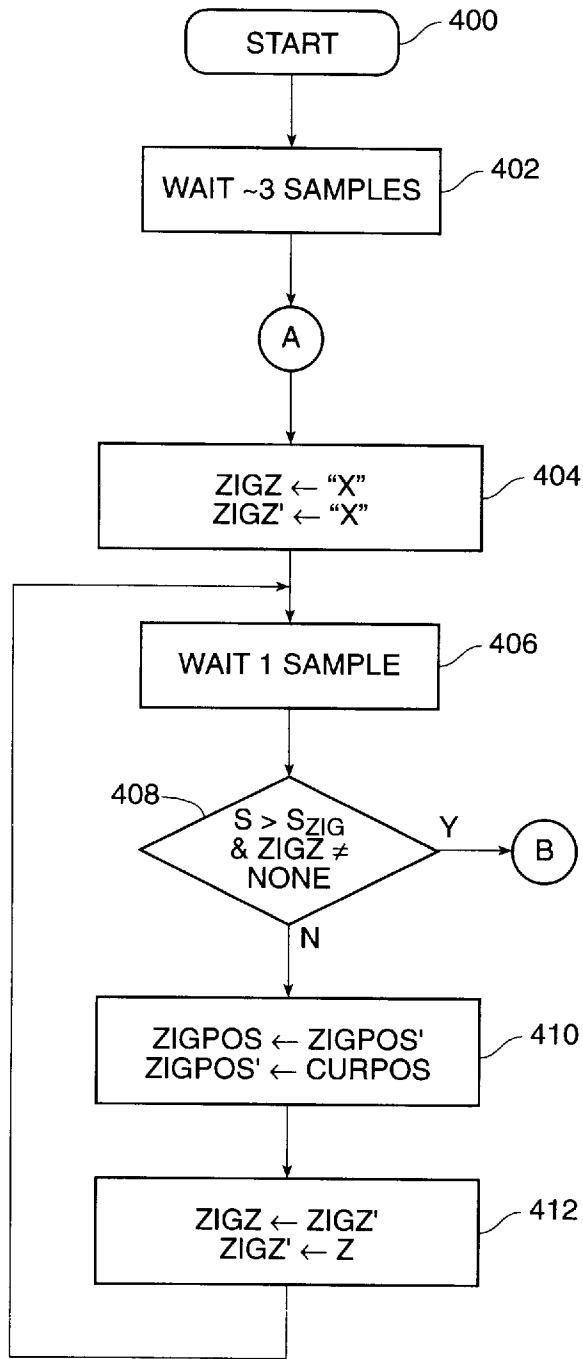 START
400
WAIT ~3 SAMPLES
402
A
ZIGZ ← “X”
ZIGZ' ← “X”
404
WAIT 1 SAMPLE
406
408
S > SZIG
& ZIGZ ≠
NONE
Y
B
N
ZIGPOS ← ZIGPOS'
ZIGPOS' ← CURPOS
410
ZIGZ ← ZIGZ'
ZIGZ' ← Z
412